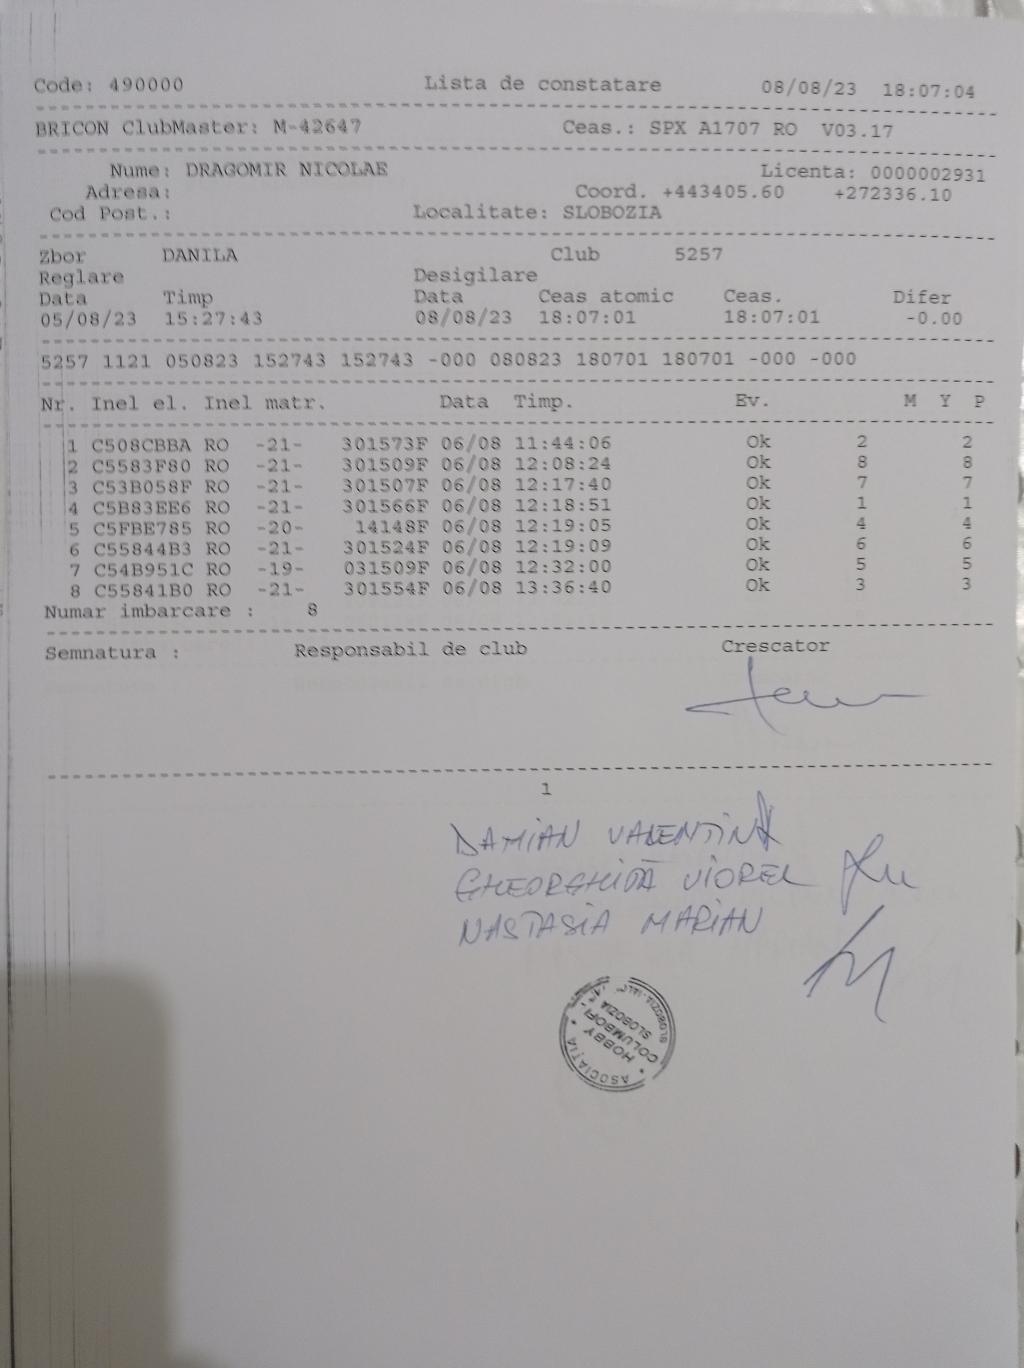 Code: 490000 Lista de constatare 08/08/23 18:07:04
BRICON ClubMaster: M-42647 Ceas.: SPX A1707 RO V03.17
Nume: DRAGOMIR NICOLAE Licenta: 0000002931
Adresa: Coord. +443405.60 +272336.10
Cod Post.: Localitate: SLOBOZIA
Zbor DANILA Club 5257
Reglare Desigilare
Data Timp Data Ceas atomic Ceas. Difer
05/08/23 15:27:43 08/08/23 18:07:01 18:07:01 -0.00
5257 1121 050823 152743 152743 -000 080823 180701 180701 -000 -000
Nr. Inel el. Inel matr. Data Timp. Ev. M Y P
1 C508CBBA RO -21- 301573F 06/08 11:44:06 Ok 2 2
2 C5583F80 RO -21- 301509F 06/08 12:08:24 Ok 8 8
3 C53B058F RO -21- 301507F 06/08 12:17:40 Ok 7 7
4 C5B83EE6 RO -21- 301566F 06/08 12:18:51 Ok 1 1
5 C5FBE785 RO -20- 14148F 06/08 12:19:05 Ok 4 4
6 C55844B3 RO -21- 301524F 06/08 12:19:09 Ok 6 6
7 C54B951C RO -19- 031509F 06/08 12:32:00 Ok 5 5
8 C55841B0 RO -21- 301554F 06/08 13:36:40 Ok 3 3
Numar imbarcare : 8
Semnatura : Responsabil de club Crescator
1
DAMIAN VALENTIN
GHEORGHIȚĂ VIOREL
NASTASIA MARIAN
ASOCIATIA
HOBBY
COLUMBOFI-
SLOBOZIA